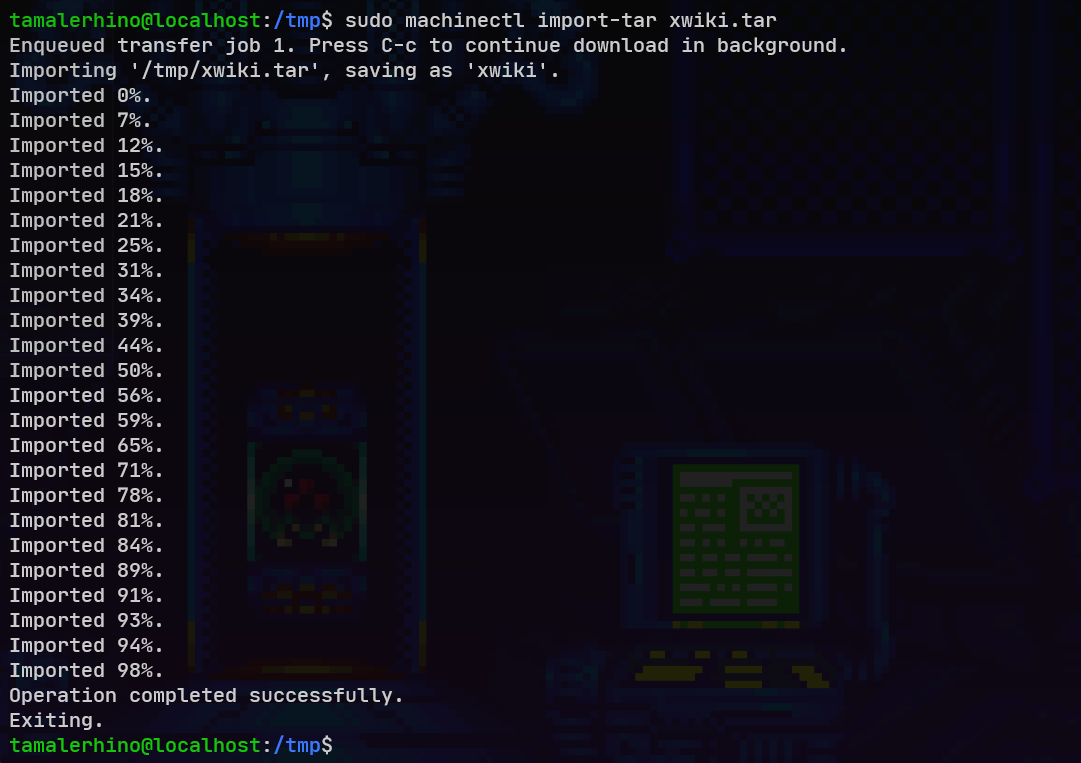 tamalerhino@localhost:/tmp$ sudo machinectl import-tar xwiki.tar
Enqueued transfer job 1. Press C-c to continue download in background.
Importing '/tmp/xwiki.tar', saving as 'xwiki'.
Imported 0%.
Imported 7%.
Imported 12%.
Imported 15%.
Imported 18%.
Imported 21%.
Imported 25%.
Imported 31%.
Imported 34%.
Imported 39%.
Imported 44%.
Imported 50%.
Imported 56%.
Imported 59%.
Imported 65%.
Imported 71%.
Imported 78%.
Imported 81%.
Imported 84%.
Imported 89%.
Imported 91%.
Imported 93%.
Imported 94%.
Imported 98%.
Operation completed successfully.
Exiting.
tamalerhino@localhost:/tmp$